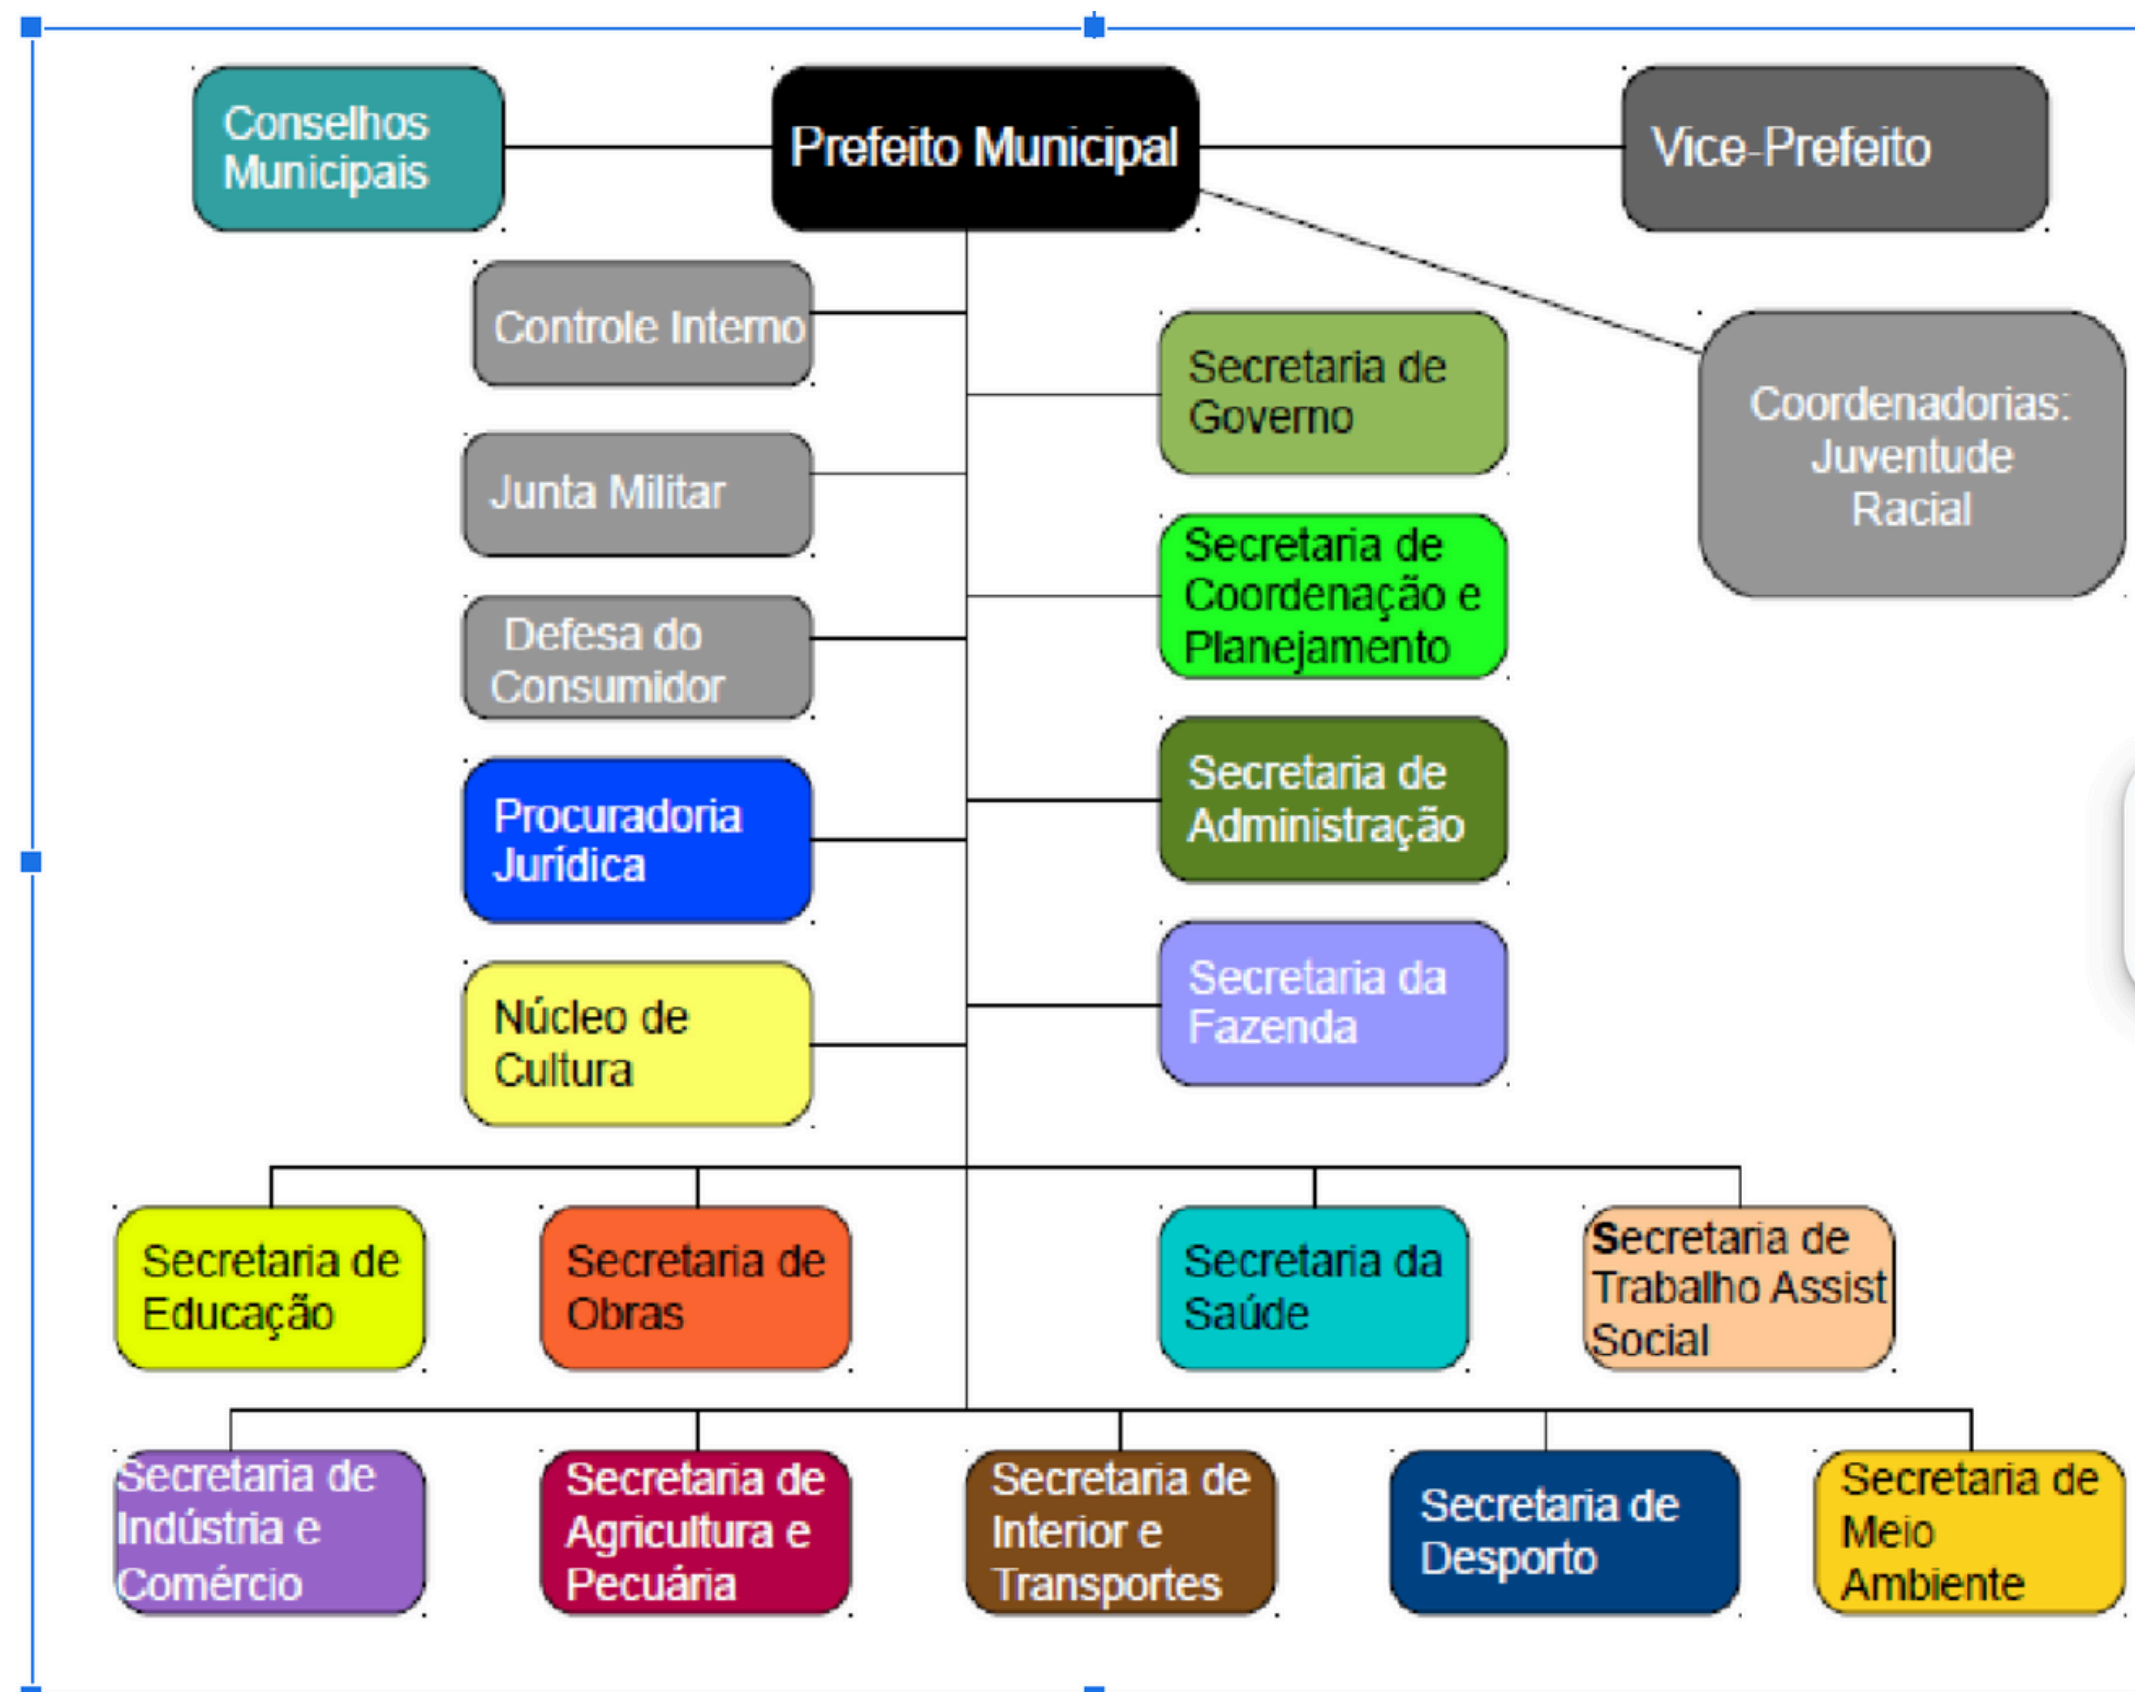 Conselhos
Municipais
Prefeito Municipal
Vice-Prefeito
Controle Interno
Secretaria de
Governo
Coordenadorias:
Juventude
Racial
Junta Militar
Secretaria de
Coordenação e
Planejamento
Defesa do
Consumidor
Secretaria de
Administração
Procuradoria
Jurídica
Secretaria da
Fazenda
Núcleo de
Cultura
Secretaria de
Educação
Secretaria de
Obras
Secretaria da
Saúde
Secretaria de
Trabalho Assist
Social
Secretaria de
Indústria e
Comércio
Secretaria de
Agricultura e
Pecuária
Secretaria de
Interior e
Transportes
Secretaria de
Desporto
Secretaria de
Meio
Ambiente